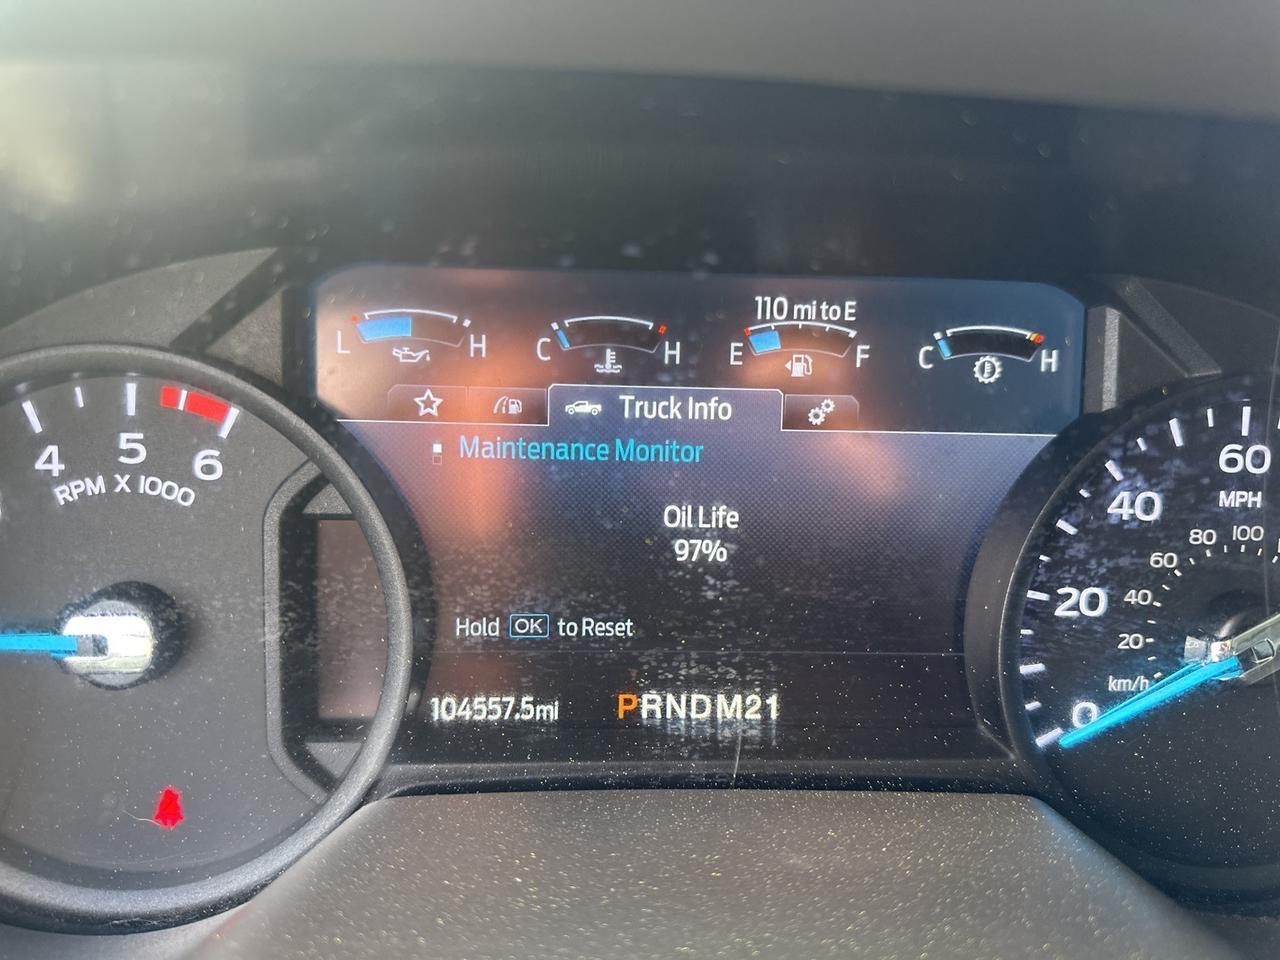 110 mi to E
L H
C H
E F
C H
Truck Info
Maintenance Monitor
Oil Life
97%
Hold OK to Reset
104557.5mi
PRNDM21
4 5 6
RPM X 1000
0 20 40 60
MPH
20 40 60 80 100
km/h